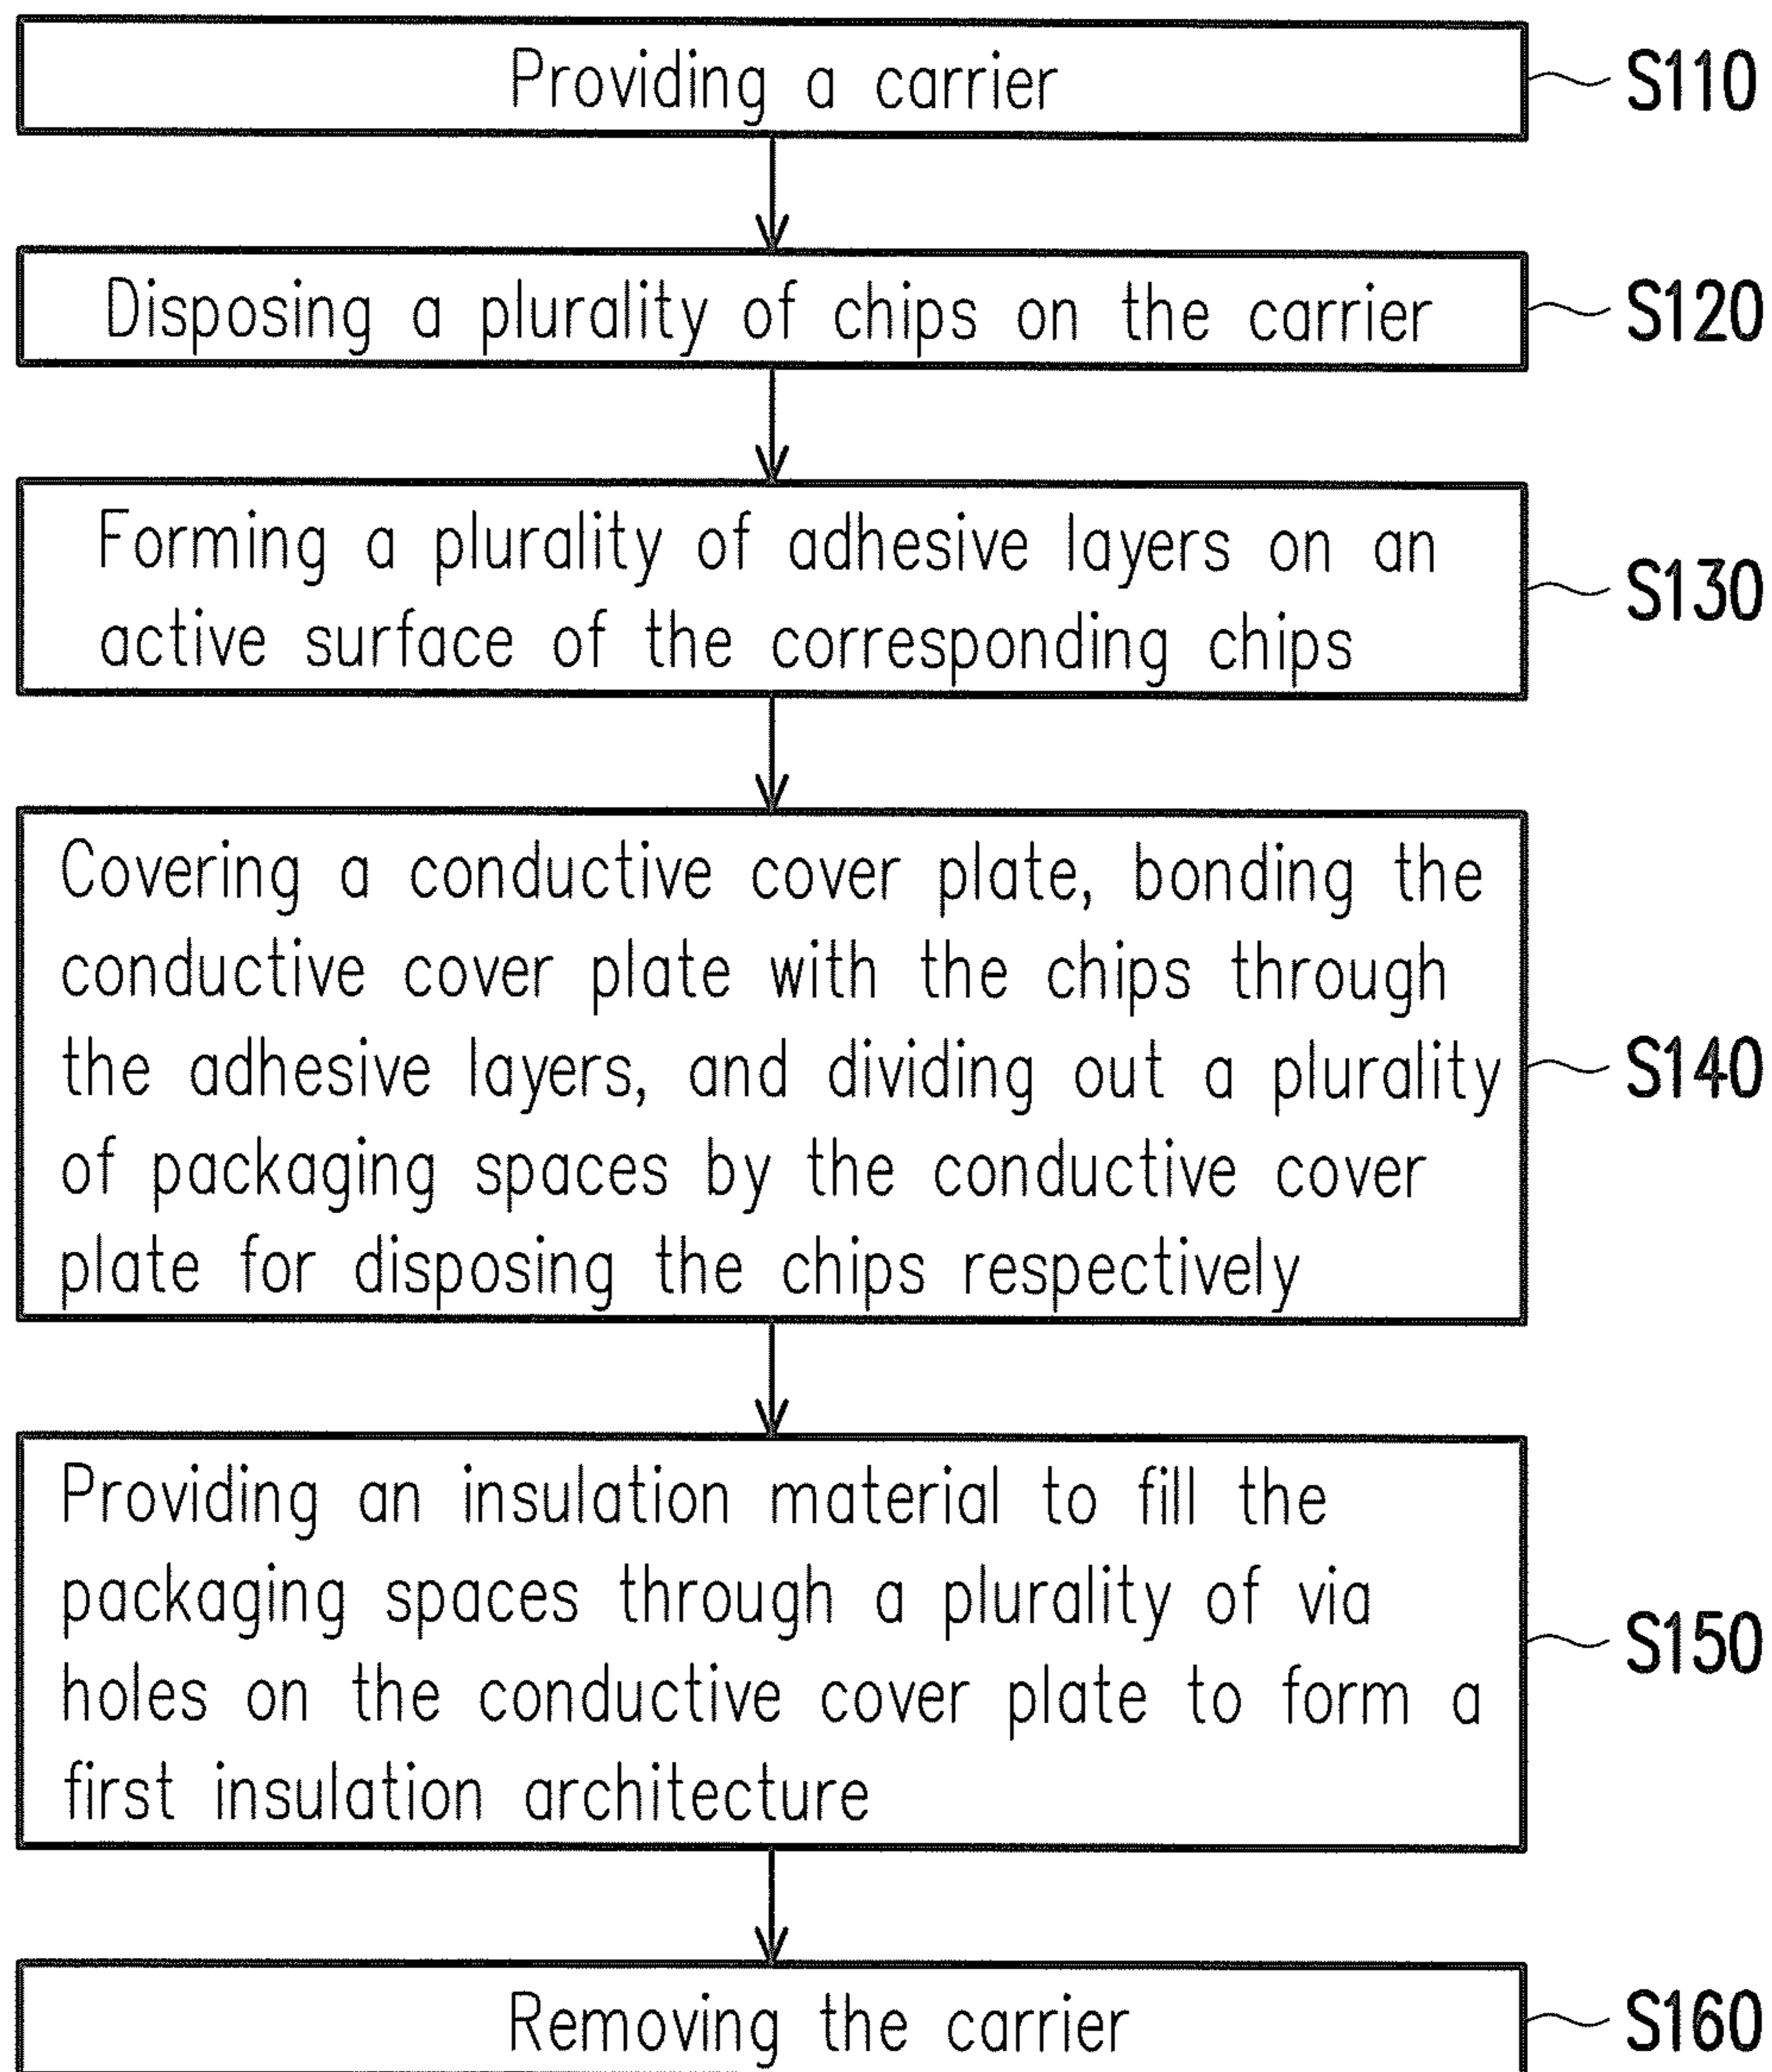 Providing a carrier
S110
Disposing a plurality of chips on the carrier
S120
Forming a plurality of adhesive layers on an
active surface of the corresponding chips
S130
Covering a conductive cover plate, bonding the
conductive cover plate with the chips through
the adhesive layers, and dividing out a plurality
of packaging spaces by the conductive cover
plate for disposing the chips respectively
S140
Providing an insulation material to fill the
packaging spaces through a plurality of via
holes on the conductive cover plate to form a
first insulation architecture
S150
Removing the carrier
S160